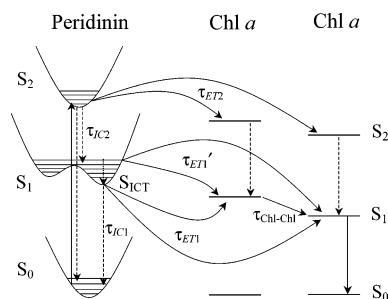 Peridinin Chl a Chl a
S2
τET2
τIC2
S2
τET1′
S1 SICT
τChl-Chl S1
τIC1 τET1
S0
S0